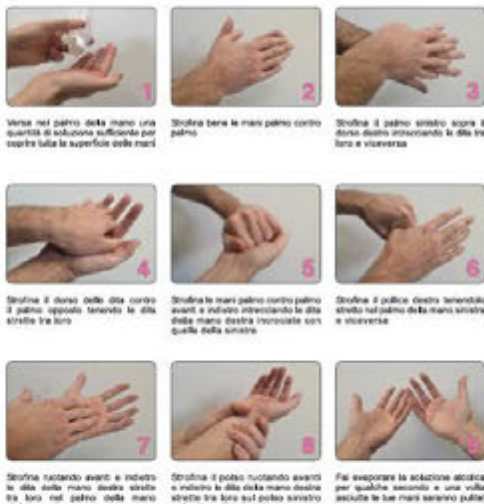 1
2
3
Versa nel palmo della mano una
quantità di soluzione sufficiente per
coprire tutta la superficie delle mani
Strofina bene le mani palmo contro
palmo
Strofina il palmo sinistro sopra il
dorso destro intrecciando le dita tra
loro e viceversa
4
5
6
Strofina il dorso delle dita contro
il palmo opposto tenendo le dita
strette tra loro
Strofina le mani palmo contro palmo
avanti e indietro intrecciando le dita
della mano destra incrociate con
quelle della sinistra
Strofina il pollice destro tenendolo
stretto nel palmo della mano sinistra
e viceversa
7
8
9
Strofina ruotando avanti e indietro
le dita della mano destra strette
tra loro nel palmo della mano
Strofina il polso ruotando avanti
e indietro le dita della mano destra
strette tra loro sul polso sinistro
Fai evaporare la soluzione alcolica
per qualche secondo e una volta
asciutte le tue mani saranno pulite